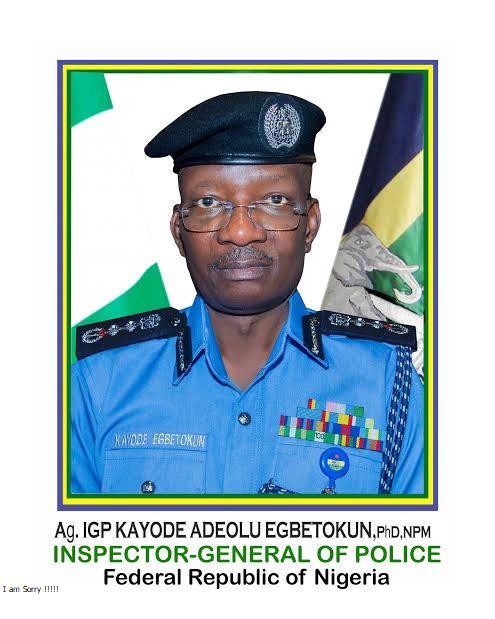 KAYODE EGBETOKUN
Ag. IGP KAYODE ADEOLU EGBETOKUN,PhD,NPM
INSPECTOR-GENERAL OF POLICE
Federal Republic of Nigeria
I am Sorry !!!!!